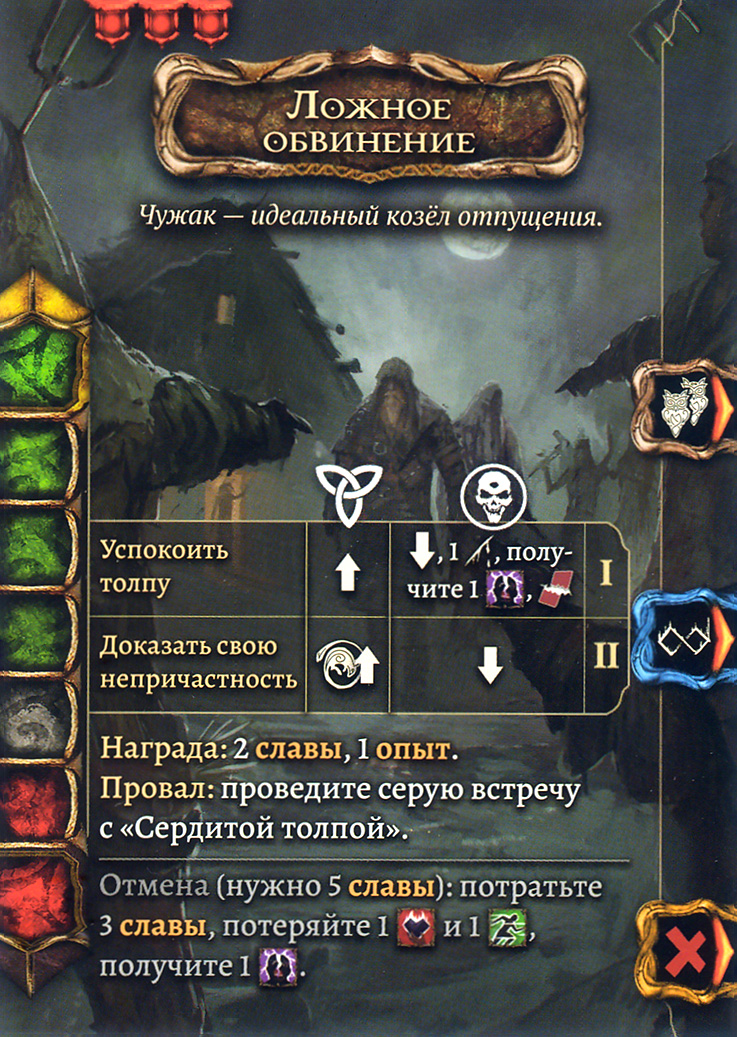 Ложное
обвинение
Чужак — идеальный козёл отпущения.
Успокоить
толпу
, 1 , полу-
чите 1 ,
I
Доказать свою
непричастность
II
Награда: 2 славы, 1 опыт.
Провал: проведите серую встречу
с «Сердитой толпой».
Отмена (нужно 5 славы): потратьте
3 славы, потеряйте 1 и 1 ,
получите 1 .